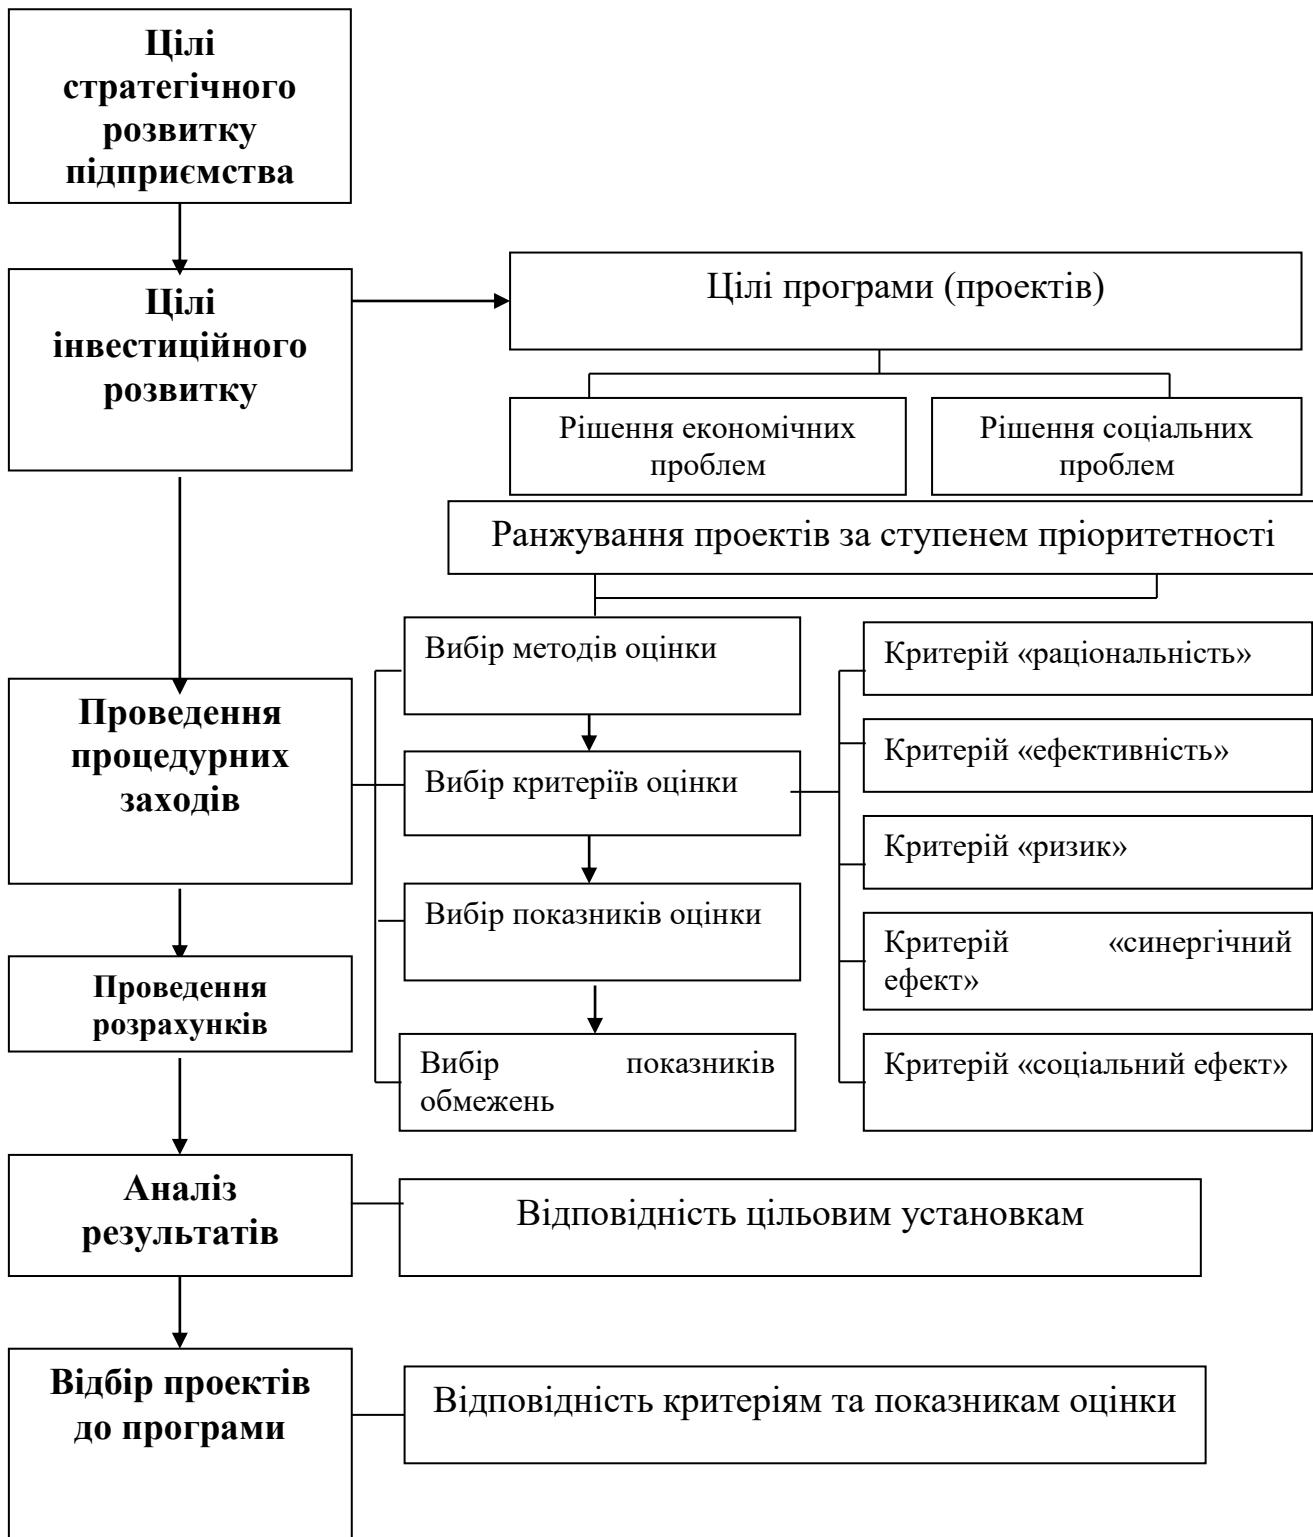 Цілі
стратегічного
розвитку
підприємства
Цілі
інвестиційного
розвитку
Цілі програми (проектів)
Рішення економічних
проблем
Рішення соціальних
проблем
Ранжування проектів за ступенем пріоритетності
Проведення
процедурних
заходів
Вибір методів оцінки
Вибір критеріїв оцінки
Вибір показників оцінки
Вибір показників
обмежень
Критерій «раціональність»
Критерій «ефективність»
Критерій «ризик»
Критерій «синергічний
ефект»
Критерій «соціальний ефект»
Проведення
розрахунків
Аналіз
результатів
Відповідність цільовим установкам
Відбір проектів
до програми
Відповідність критеріям та показникам оцінки